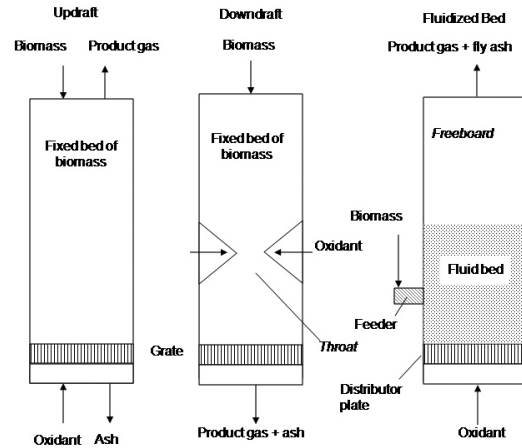 Updraft
Biomass
Product gas
Fixed bed of
biomass
Oxidant
Ash
Downdraft
Biomass
Fixed bed of
biomass
Oxidant
Grate
Throat
Product gas + ash
Fluidized Bed
Product gas + fly ash
Freeboard
Biomass
Fluid bed
Feeder
Distributor
plate
Oxidant